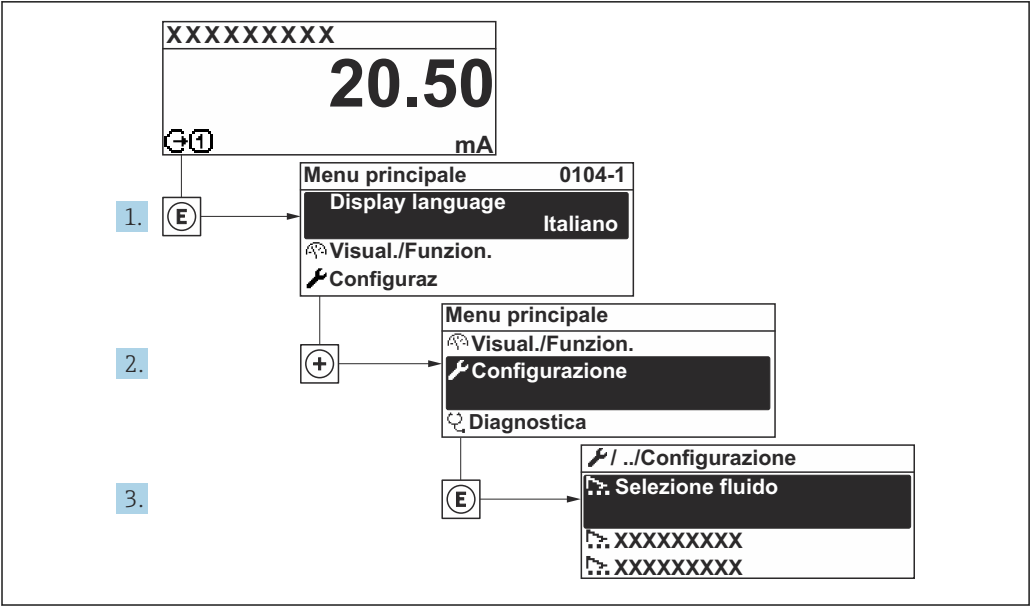 XXXXXXXXX
20.50
1 mA
Menu principale 0104-1
1. E Display language
Italiano
Visual./Funzion.
Configuraz
Menu principale
2. + Visual./Funzion.
Configurazione
Diagnostica
/ ../Configurazione
3. E Selezione fluido
XXXXXXXXX
XXXXXXXXX